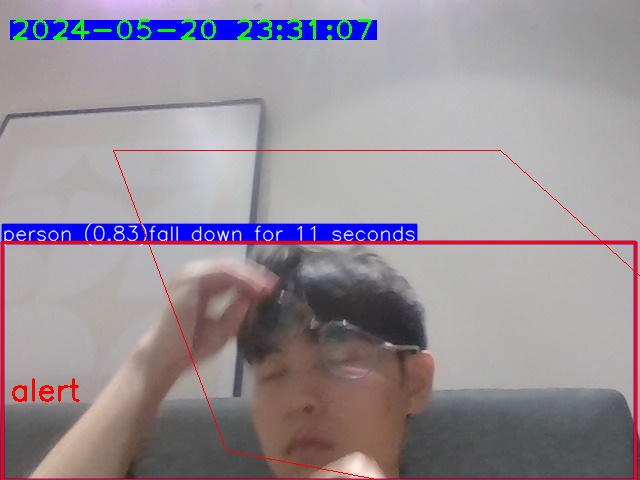 2024-05-20 23:31:07
person (0.83)fall down for 11 seconds
alert